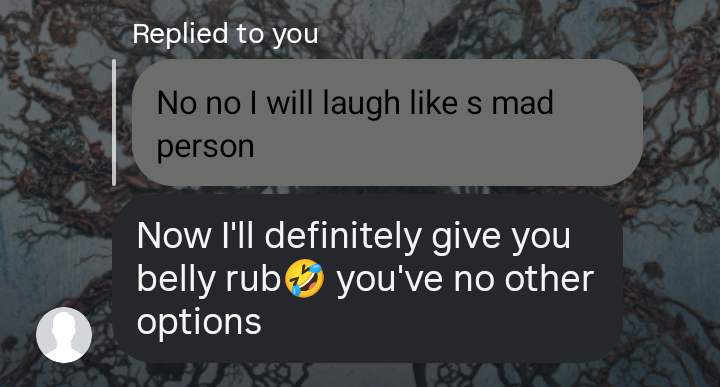 Replied to you
No no I will laugh like s mad
person
Now I'll definitely give you
belly rub🤣 you've no other
options